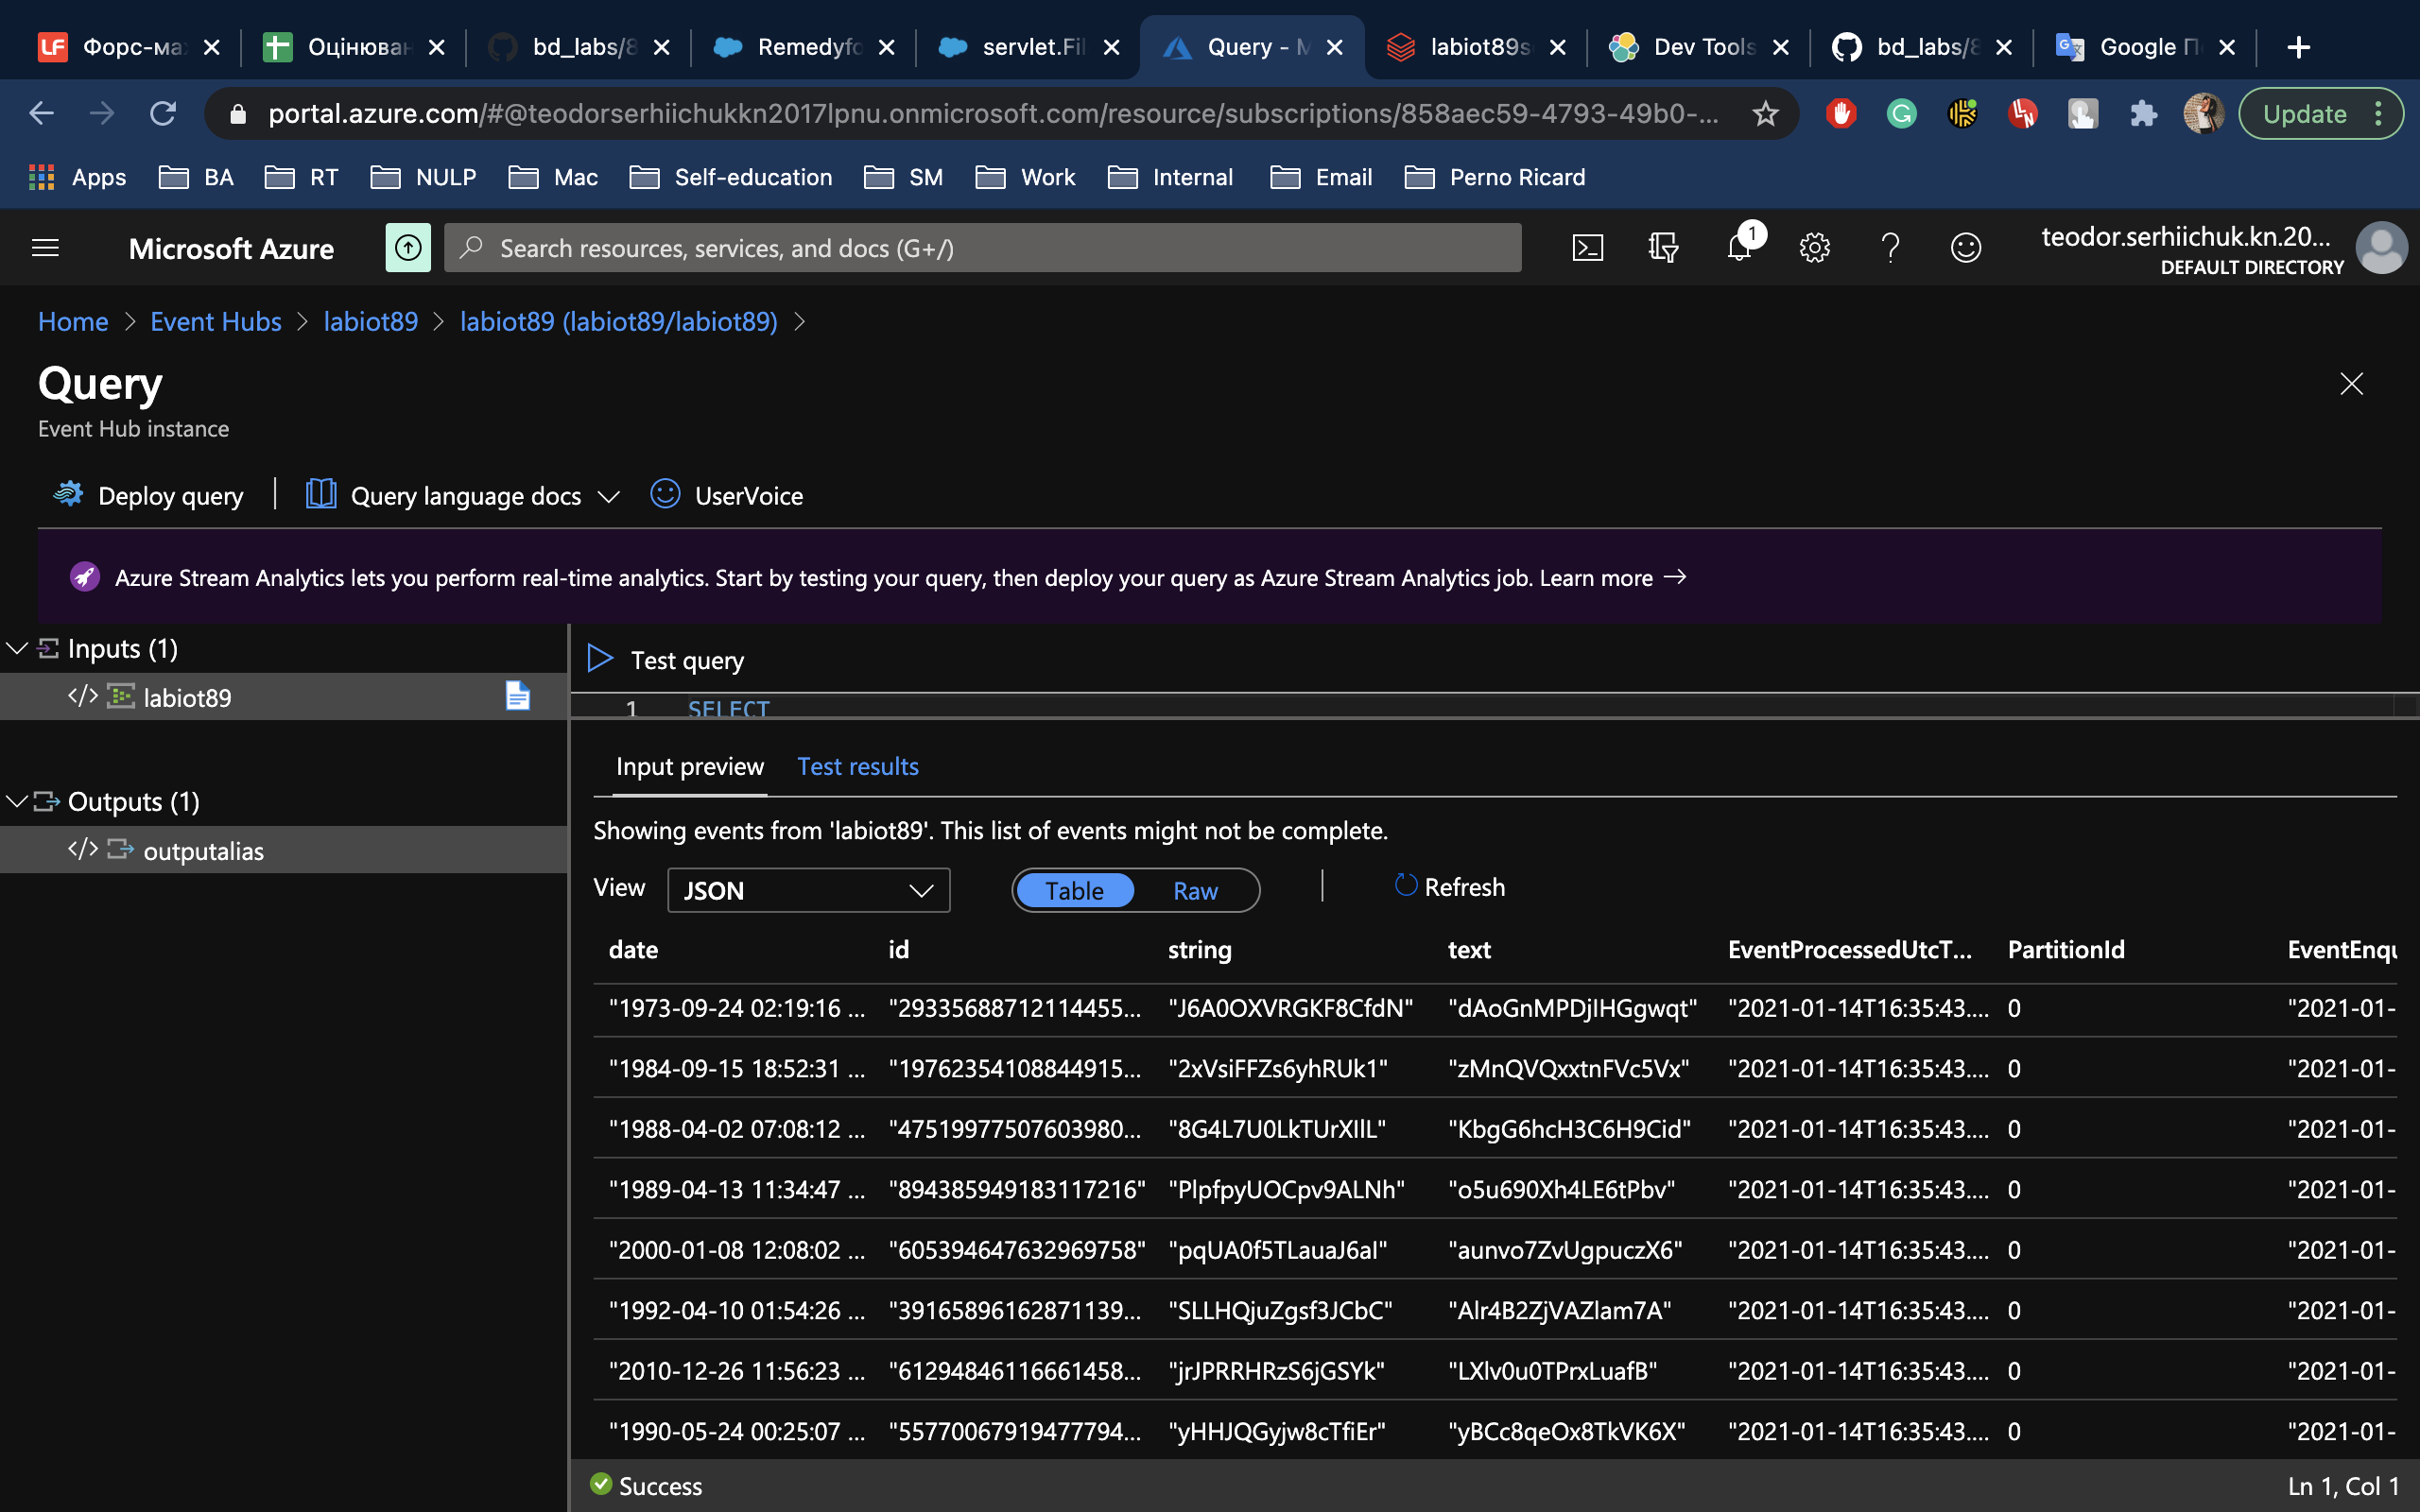 Форс-ма
Оцінюван
bd_labs/8
Remedyfo
servlet.Fil
Query - M
labiot89s
Dev Tools
bd_labs/8
Google П
portal.azure.com/#@teodorserhiichukkn2017lpnu.onmicrosoft.com/resource/subscriptions/858aec59-4793-49b0-...
Update
Apps BA RT NULP Mac Self-education SM Work Internal Email Perno Ricard
Microsoft Azure
Search resources, services, and docs (G+/)
1
teodor.serhiichuk.kn.20...
DEFAULT DIRECTORY
Home > Event Hubs > labiot89 > labiot89 (labiot89/labiot89) >
Query
Event Hub instance
Deploy query
Query language docs
UserVoice
Azure Stream Analytics lets you perform real-time analytics. Start by testing your query, then deploy your query as Azure Stream Analytics job. Learn more →
Inputs (1)
labiot89
Outputs (1)
outputalias
Test query
1 SELECT
Input preview Test results
Showing events from 'labiot89'. This list of events might not be complete.
View JSON Table Raw Refresh
date id string text EventProcessedUtcT... PartitionId EventEnqu
"1973-09-24 02:19:16 ... "29335688712114455... "J6A0OXVRGKF8CfdN" "dAoGnMPDjIHGgwqt" "2021-01-14T16:35:43.... 0 "2021-01-
"1984-09-15 18:52:31 ... "19762354108844915... "2xVsiFFZs6yhRUk1" "zMnQVQxxtnFVc5Vx" "2021-01-14T16:35:43.... 0 "2021-01-
"1988-04-02 07:08:12 ... "47519977507603980... "8G4L7U0LkTUrXIlL" "KbgG6hcH3C6H9Cid" "2021-01-14T16:35:43.... 0 "2021-01-
"1989-04-13 11:34:47 ... "894385949183117216" "PlpfpyUOCpv9ALNh" "o5u690Xh4LE6tPbv" "2021-01-14T16:35:43.... 0 "2021-01-
"2000-01-08 12:08:02 ... "605394647632969758" "pqUA0f5TLauaJ6aI" "aunvo7ZvUgpuczX6" "2021-01-14T16:35:43.... 0 "2021-01-
"1992-04-10 01:54:26 ... "39165896162871139... "SLLHQjuZgsf3JCbC" "Alr4B2ZjVAZlam7A" "2021-01-14T16:35:43.... 0 "2021-01-
"2010-12-26 11:56:23 ... "61294846116661458... "jrJPRRHRzS6jGSYk" "LXlv0u0TPrxLuafB" "2021-01-14T16:35:43.... 0 "2021-01-
"1990-05-24 00:25:07 ... "55770067919477794... "yHHJQGyjw8cTfiEr" "yBCc8qeOx8TkVK6X" "2021-01-14T16:35:43.... 0 "2021-01-
Success
Ln 1, Col 1